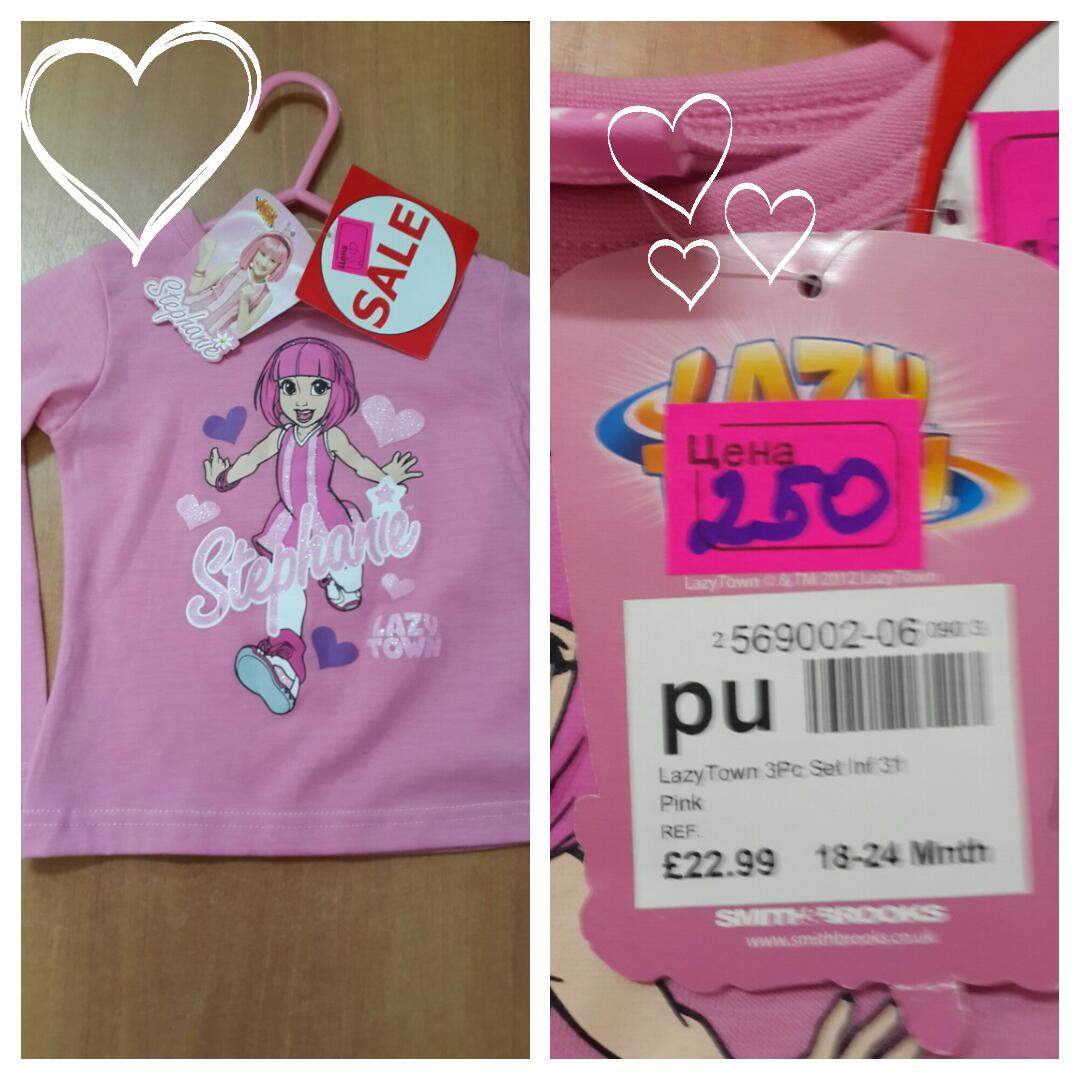 Stephanie
Цена
SALE
Stephanie
LAZY
TOWN
LAZY
Цена
250
LazyTown © & TM 2012 LazyTown
2 569002-06
pu
LazyTown 3Pc Set Inf 31
Pink
REF:
£22.99 18-24 Mnth
SMITH & BROOKS
www.smithbrooks.co.uk